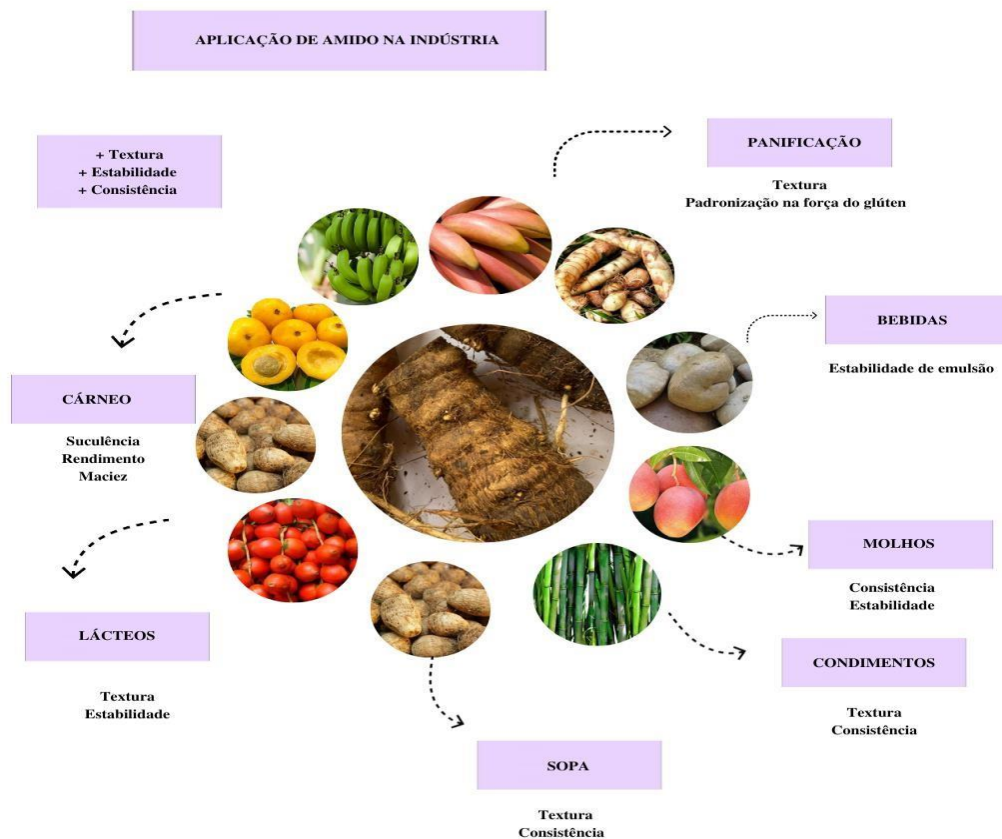 APLICAÇÃO DE AMIDO NA INDÚSTRIA
+ Textura
+ Estabilidade
+ Consistência
PANIFICAÇÃO
Textura
Padronização na força do glúten
BEBIDAS
Estabilidade de emulsão
CÁRNEO
Suculência
Rendimento
Maciez
MOLHOS
Consistência
Estabilidade
LÁCTEOS
Textura
Estabilidade
CONDIMENTOS
Textura
Consistência
SOPA
Textura
Consistência